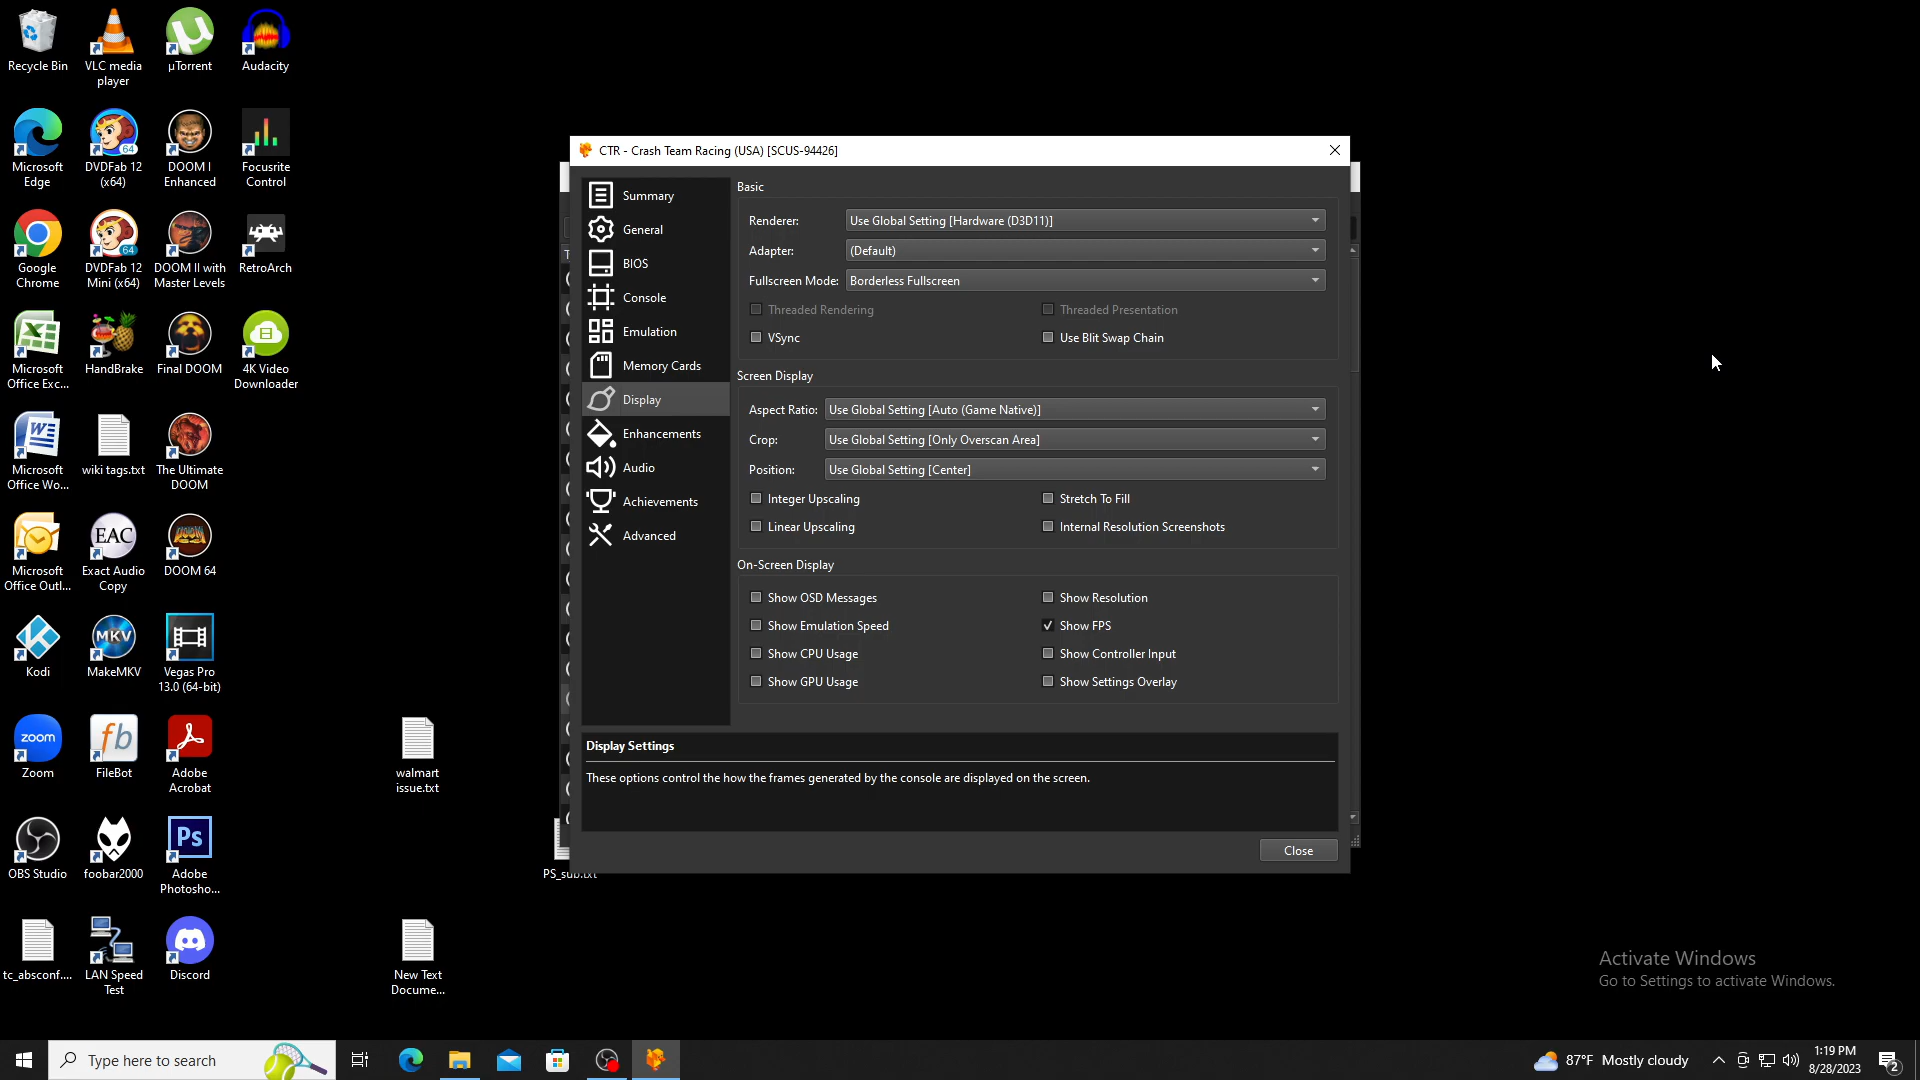 Recycle Bin
VLC media
player
µTorrent
Audacity
Microsoft
Edge
DVDFab 12
(x64)
64
DOOM I
Enhanced
Focusrite
Control
Google
Chrome
DVDFab 12
Mini (x64)
64
DOOM II with
Master Levels
RetroArch
Microsoft
Office Exc...
HandBrake
Final DOOM
4K Video
Downloader
Microsoft
Office Wo...
wiki tags.txt
The Ultimate
DOOM
Microsoft
Office Outl...
EAC
Exact Audio
Copy
DOOM
DOOM 64
Kodi
MKV
MakeMKV
Vegas Pro
13.0 (64-bit)
zoom
Zoom
fb
FileBot
Adobe
Acrobat
walmart
issue.txt
OBS Studio
foobar2000
Ps
Adobe
Photosho...
PS_sub.txt
tc_absconf....
LAN Speed
Test
Discord
New Text
Docume...
CTR - Crash Team Racing (USA) [SCUS-94426]
Summary
General
BIOS
Console
Emulation
Memory Cards
Display
Enhancements
Audio
Achievements
Advanced
Basic
Renderer: Use Global Setting [Hardware (D3D11)]
Adapter: (Default)
Fullscreen Mode: Borderless Fullscreen
Threaded Rendering Threaded Presentation
VSync Use Blit Swap Chain
Screen Display
Aspect Ratio: Use Global Setting [Auto (Game Native)]
Crop: Use Global Setting [Only Overscan Area]
Position: Use Global Setting [Center]
Integer Upscaling Stretch To Fill
Linear Upscaling Internal Resolution Screenshots
On-Screen Display
Show OSD Messages Show Resolution
Show Emulation Speed Show FPS
Show CPU Usage Show Controller Input
Show GPU Usage Show Settings Overlay
Display Settings
These options control the how the frames generated by the console are displayed on the screen.
Close
Activate Windows
Go to Settings to activate Windows.
Type here to search
87°F Mostly cloudy
1:19 PM
8/28/2023
2